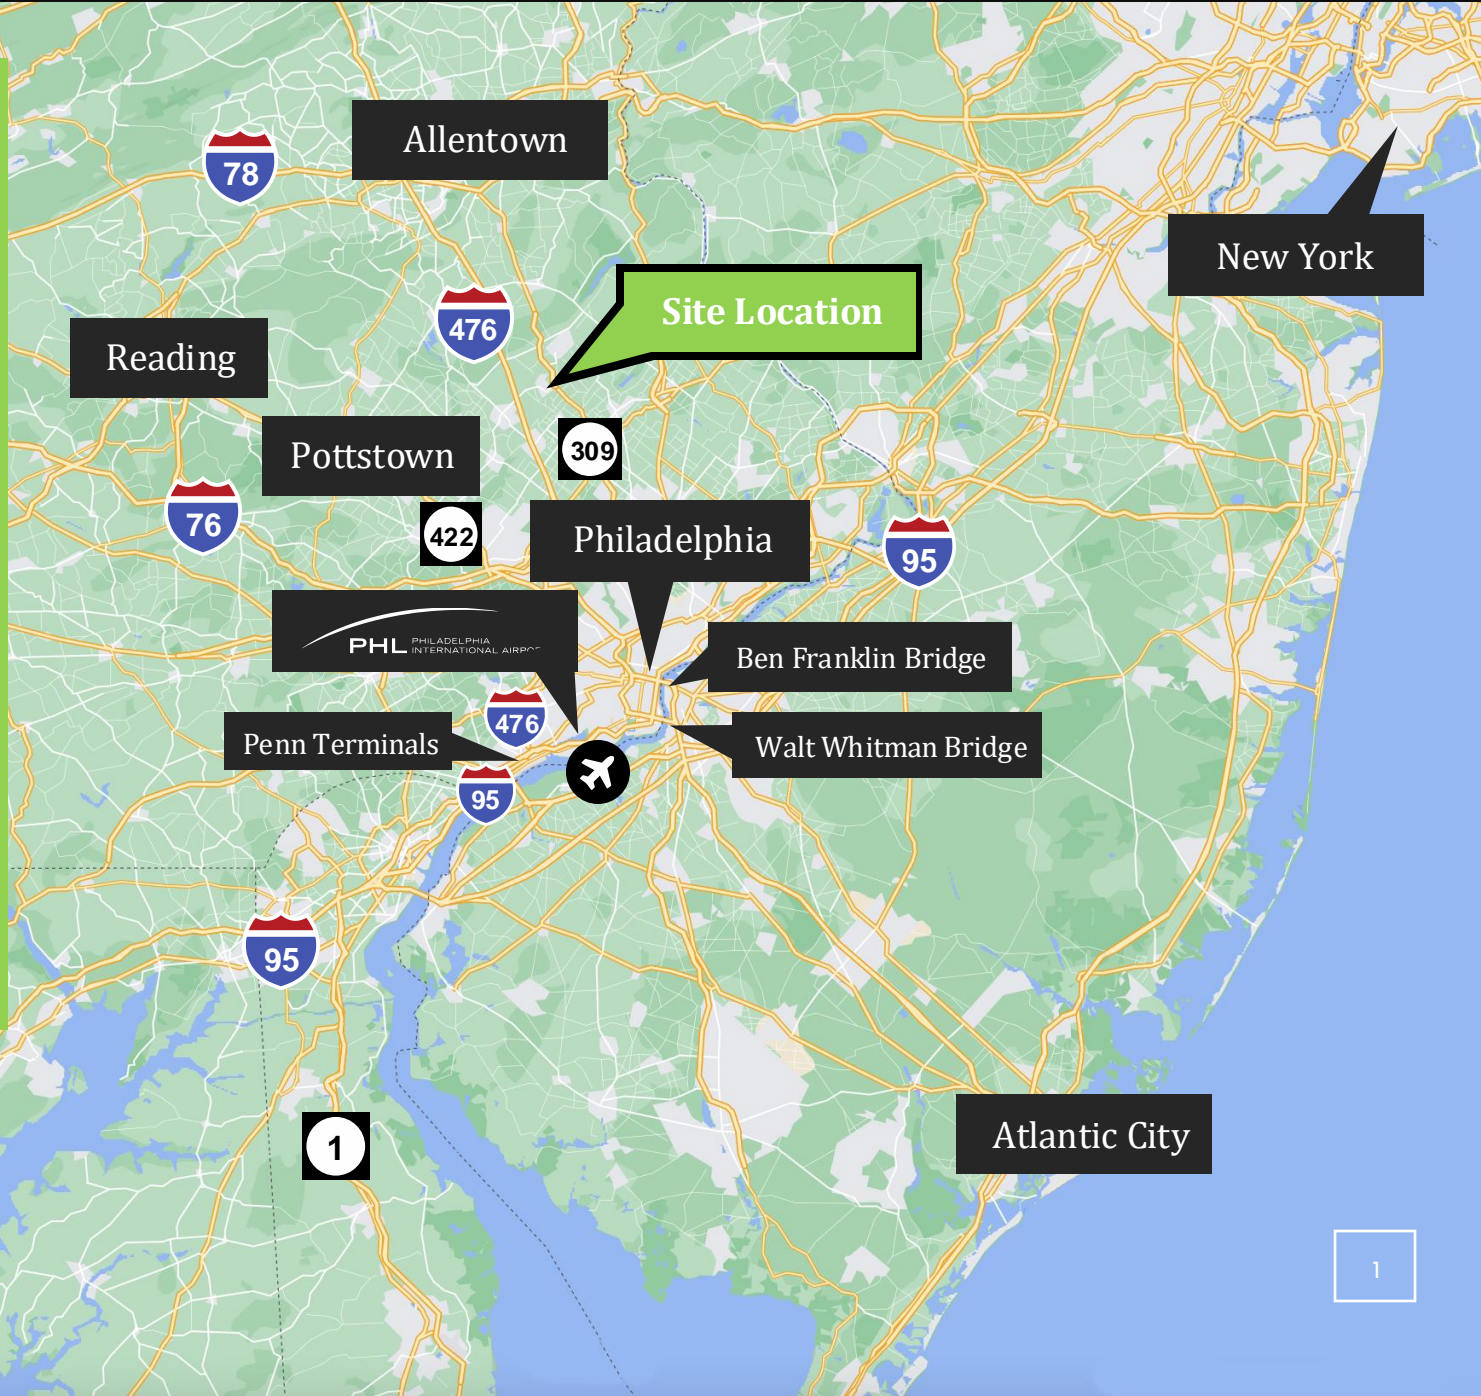 Allentown
78
New York
Site Location
476
Reading
309
Pottstown
76
422
Philadelphia
95
PHL PHILADELPHIA
INTERNATIONAL
Ben Franklin Bridge
476
Penn Terminals
Walt Whitman Bridge
95
95
1
Atlantic City
1